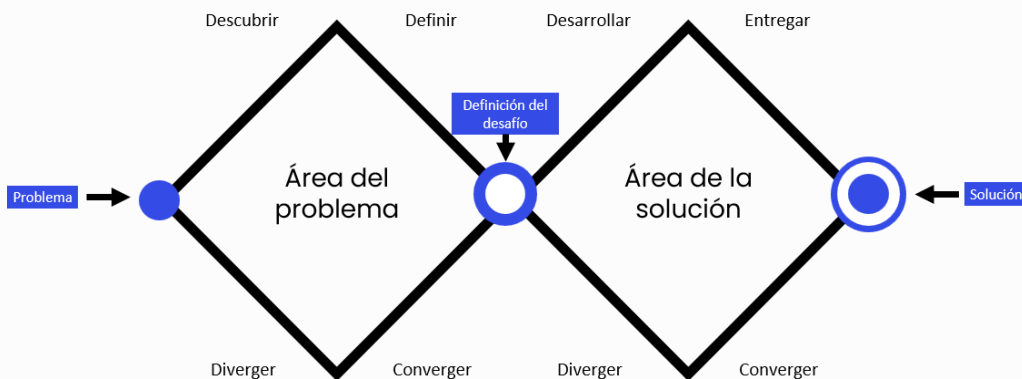 Descubrir
Definir
Desarrollar
Entregar
Definición del
desafío
Problema
Área del
problema
Área de la
solución
Solución
Diverger
Converger
Diverger
Converger